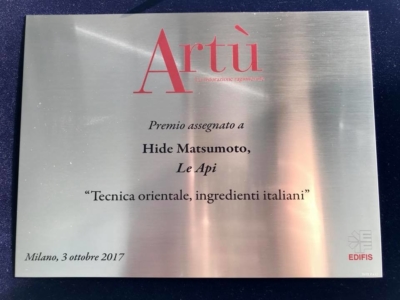 Artù
Premio assegnato a
Hide Matsumoto,
Le Api
“Tecnica orientale, ingredienti italiani”
Milano, 3 ottobre 2017
EDIFIS